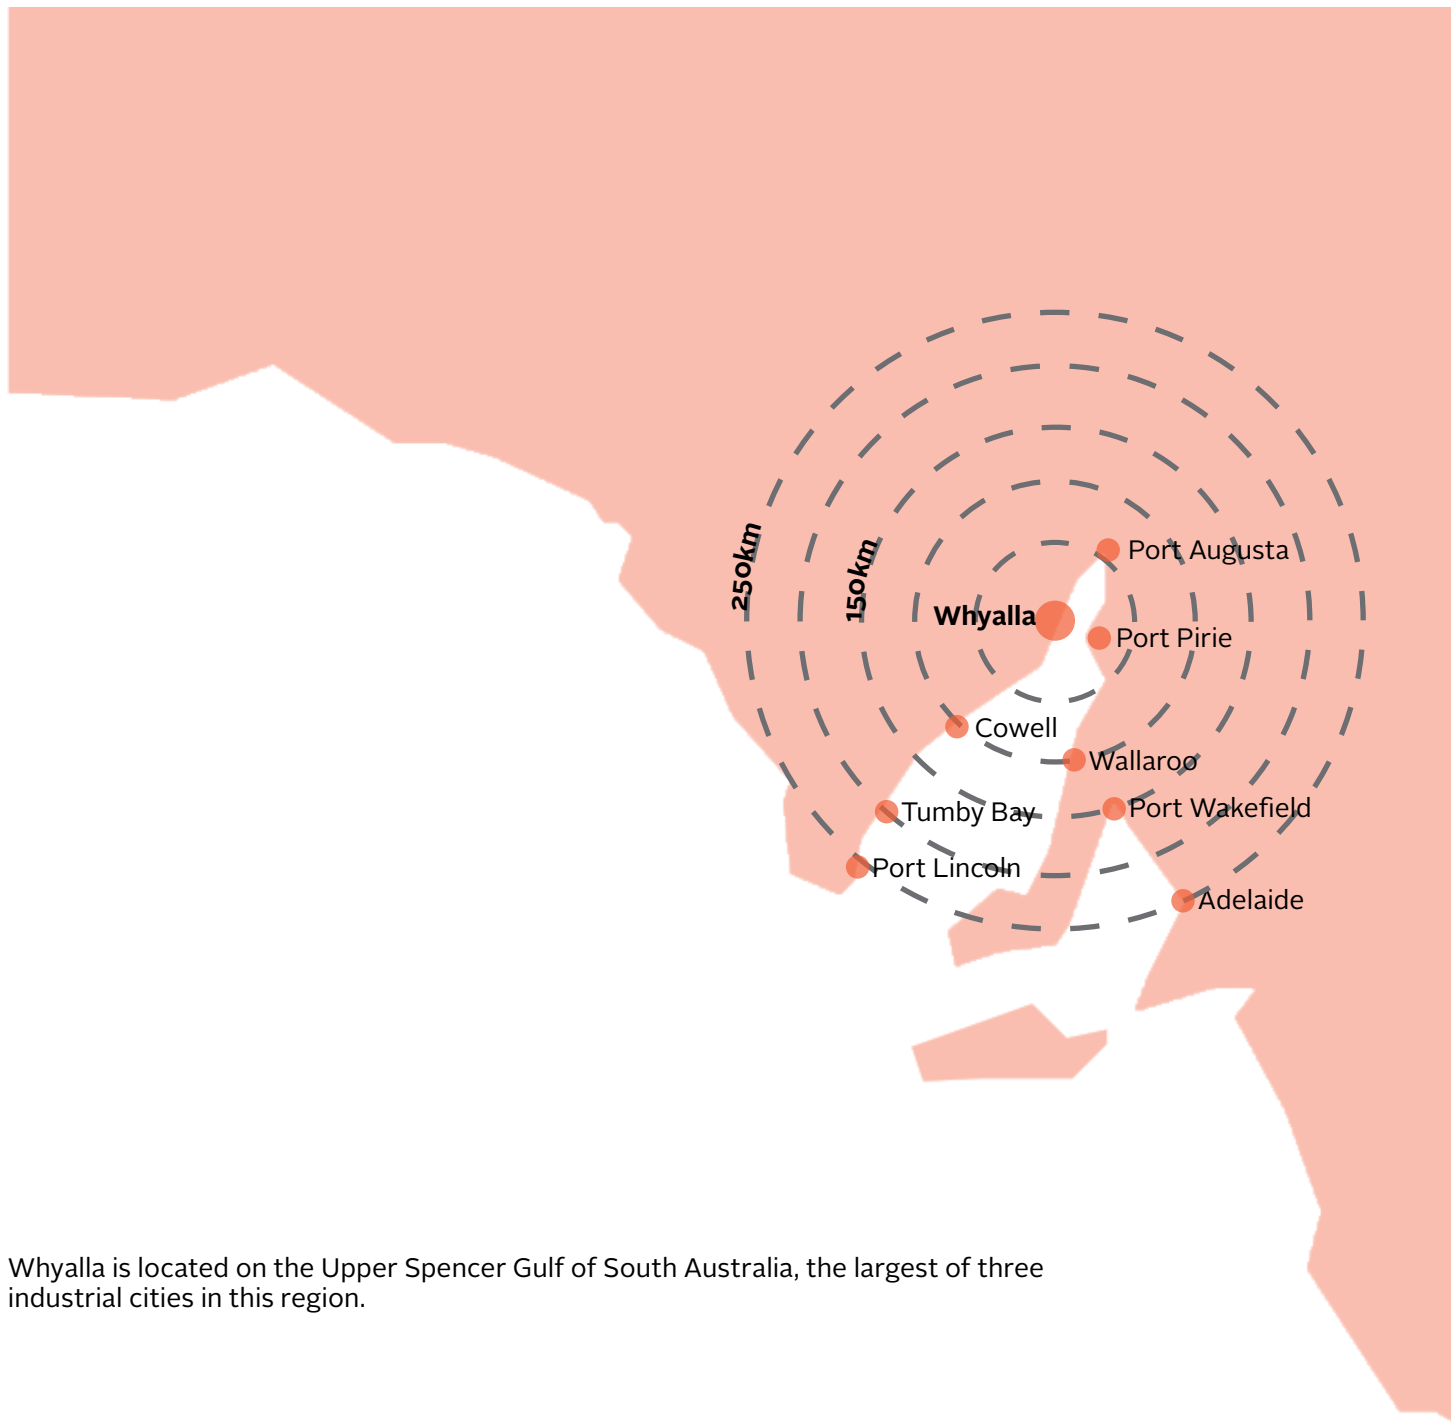 250km
150km
Port Augusta
Whyalla
Port Pirie
Cowell
Wallaroo
Tumby Bay
Port Wakefield
Port Lincoln
Adelaide
Whyalla is located on the Upper Spencer Gulf of South Australia, the largest of three
industrial cities in this region.